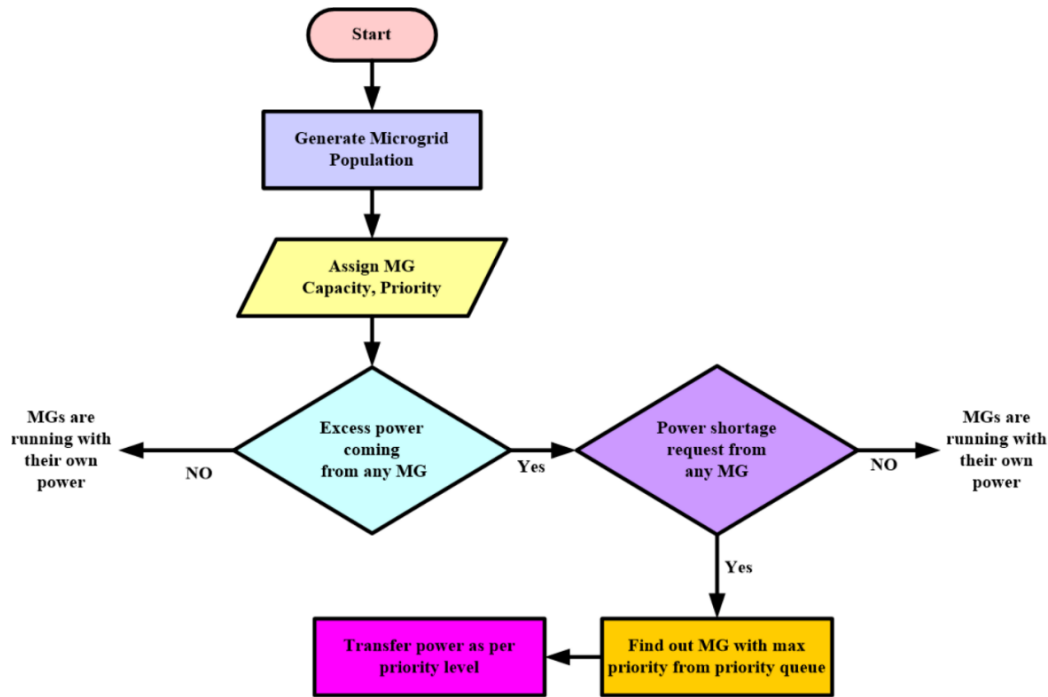 Start
Generate Microgrid
Population
Assign MG
Capacity, Priority
MGs are
running with
their own
power
NO
Excess power
coming
from any MG
Yes
Power shortage
request from
any MG
NO
MGs are
running with
their own
power
Yes
Transfer power as per
priority level
Find out MG with max
priority from priority queue